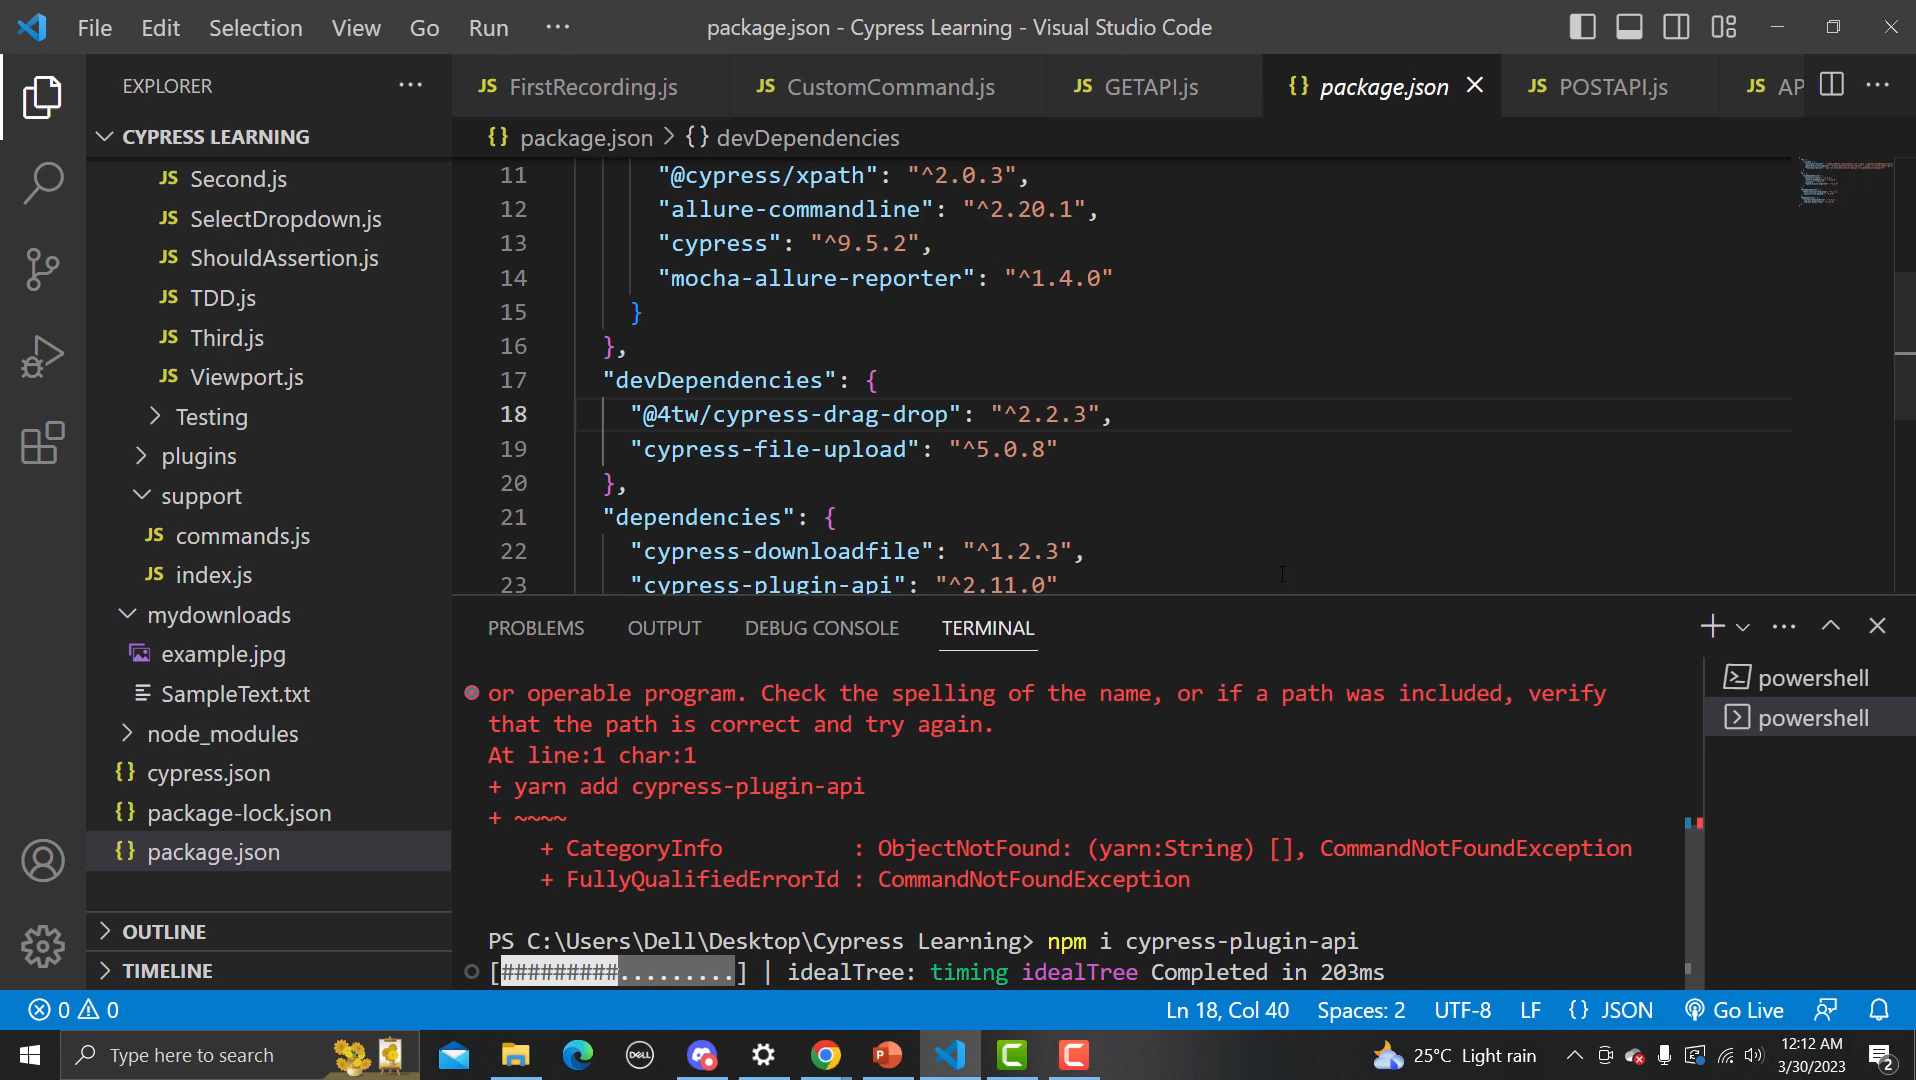 File Edit Selection View Go Run ··· package.json - Cypress Learning - Visual Studio Code
EXPLORER ···
JS FirstRecording.js JS CustomCommand.js JS GETAPI.js {} package.json JS POSTAPI.js JS AP ···
CYPRESS LEARNING
JS Second.js
JS SelectDropdown.js
JS ShouldAssertion.js
JS TDD.js
JS Third.js
JS Viewport.js
Testing
plugins
support
JS commands.js
JS index.js
mydownloads
example.jpg
SampleText.txt
node_modules
{} cypress.json
{} package-lock.json
{} package.json
OUTLINE
TIMELINE
{} package.json > {} devDependencies
11 "@cypress/xpath": "^2.0.3",
12 "allure-commandline": "^2.20.1",
13 "cypress": "^9.5.2",
14 "mocha-allure-reporter": "^1.4.0"
15 }
16 },
17 "devDependencies": {
18 "@4tw/cypress-drag-drop": "^2.2.3",
19 "cypress-file-upload": "^5.0.8"
20 },
21 "dependencies": {
22 "cypress-downloadfile": "^1.2.3",
23 "cypress-plugin-api": "^2.11.0"
PROBLEMS OUTPUT DEBUG CONSOLE TERMINAL
or operable program. Check the spelling of the name, or if a path was included, verify
that the path is correct and try again.
At line:1 char:1
+ yarn add cypress-plugin-api
+ ~~~~
+ CategoryInfo : ObjectNotFound: (yarn:String) [], CommandNotFoundException
+ FullyQualifiedErrorId : CommandNotFoundException
PS C:\Users\Dell\Desktop\Cypress Learning> npm i cypress-plugin-api
[#########.........] | idealTree: timing idealTree Completed in 203ms
powershell
powershell
0 0 Ln 18, Col 40 Spaces: 2 UTF-8 LF {} JSON Go Live
Type here to search DELL 25°C Light rain 12:12 AM
3/30/2023 2